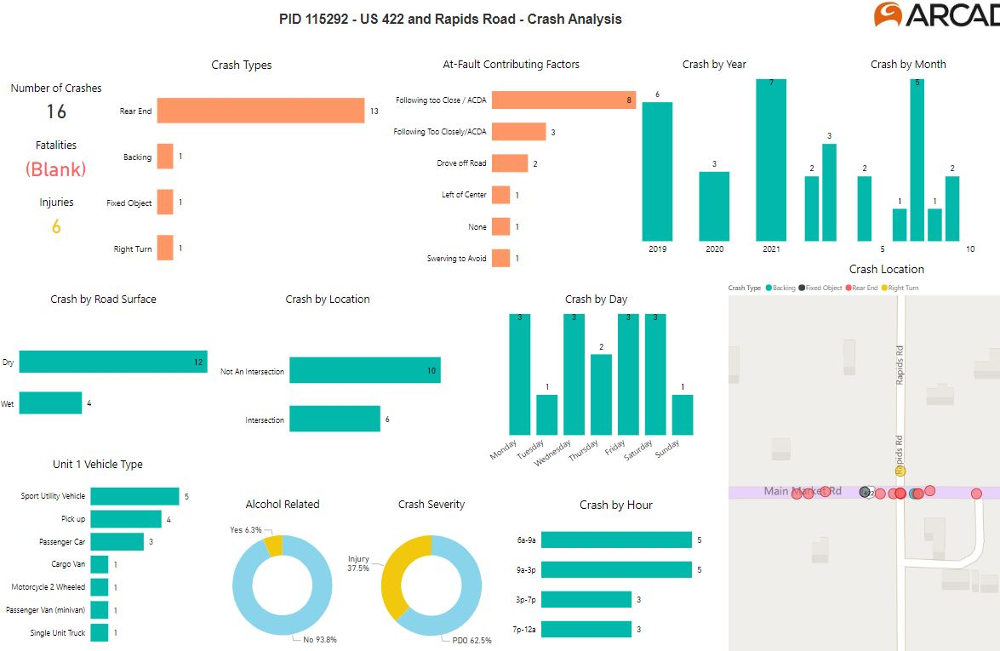 PID 115292 - US 422 and Rapids Road - Crash Analysis
ARCAD
Number of Crashes
16
Fatalities
(Blank)
Injuries
6
Crash Types
Rear End
13
Backing
1
Fixed Object
1
Right Turn
1
At-Fault Contributing Factors
Following too Close / ACDA
8
Following Too Closely/ACDA
3
Drove off Road
2
Left of Center
1
None
1
Swerving to Avoid
1
Crash by Year
6
3
7
2019
2020
2021
Crash by Month
2
3
2
1
5
1
2
5
10
Crash by Road Surface
Dry
12
Wet
4
Crash by Location
Not An Intersection
10
Intersection
6
Crash by Day
3
1
3
2
3
3
1
Monday
Tuesday
Wednesday
Thursday
Friday
Saturday
Sunday
Crash Location
Crash Type Backing Fixed Object Rear End Right Turn
Rapids Rd
Rapids Rd
Main Market Rd
422
Unit 1 Vehicle Type
Sport Utility Vehicle
5
Pick up
4
Passenger Car
3
Cargo Van
1
Motorcycle 2 Wheeled
1
Passenger Van (minivan)
1
Single Unit Truck
1
Alcohol Related
Yes 6.3%
No 93.8%
Crash Severity
Injury
37.5%
PDO 62.5%
Crash by Hour
6a-9a
5
9a-3p
5
3p-7p
3
7p-12a
3